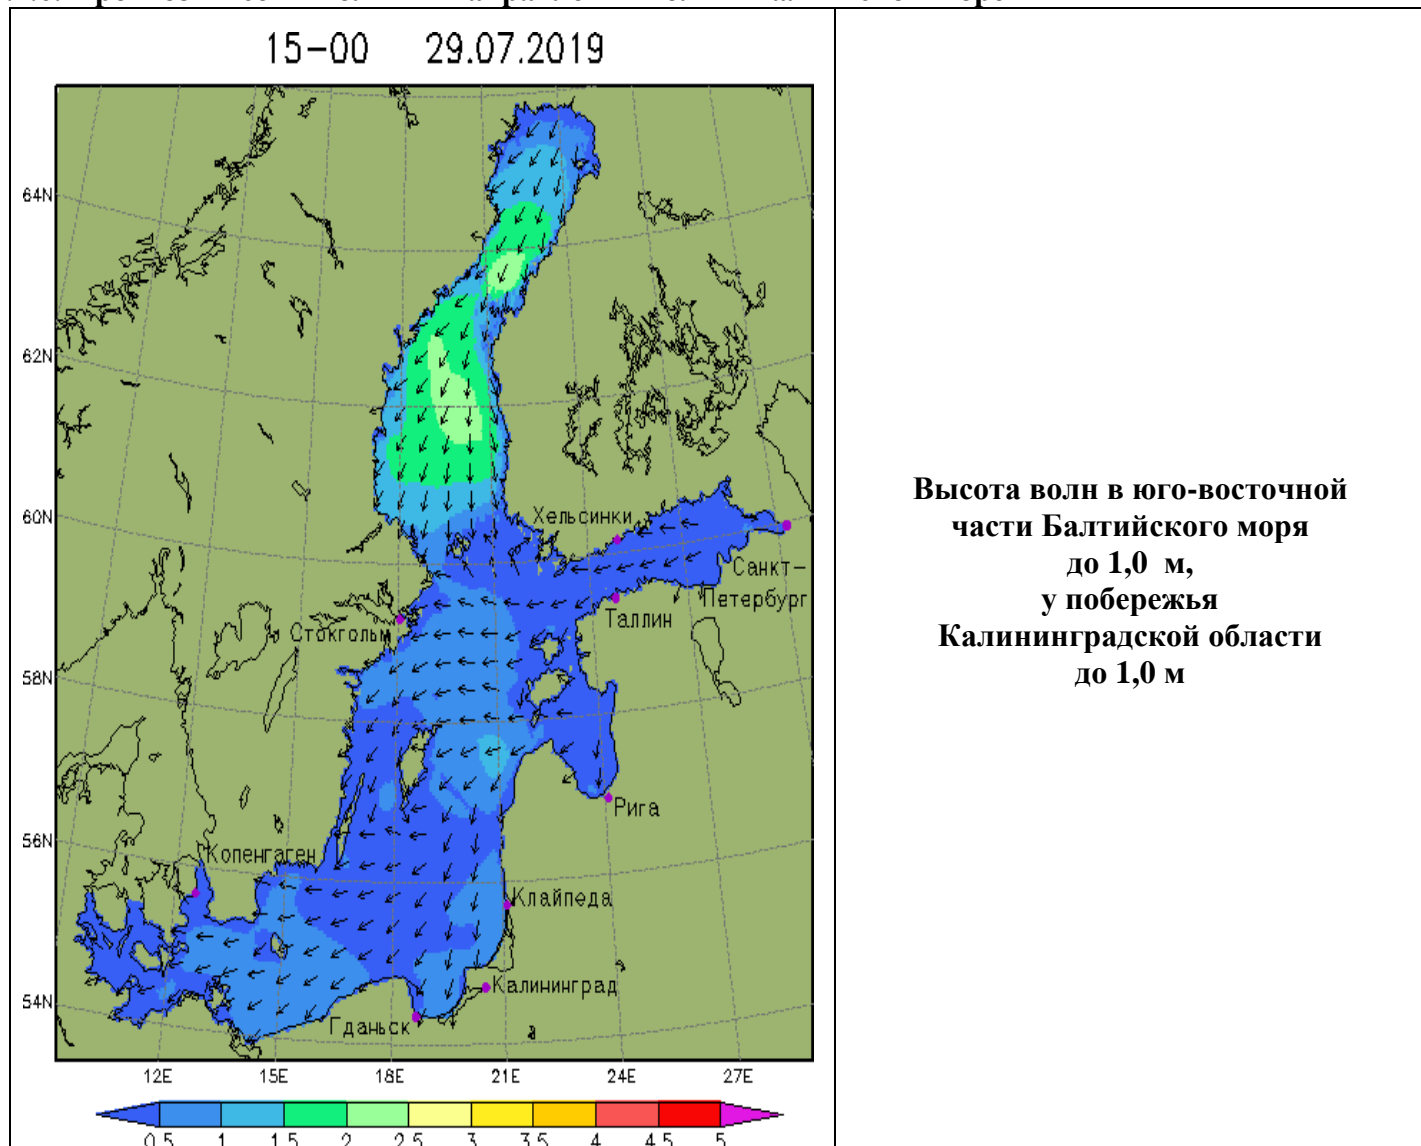 15-00 29.07.2019
64N
62N
60N
58N
56N
54N
Хельсинки
Санкт-
Петербург
Таллин
Стокгольм
Рига
Копенгаген
Клайпеда
Калининград
Гданьск
12E 15E 18E 21E 24E 27E
0.5 1 1.5 2 2.5 3 3.5 4 4.5 5
Высота волн в юго-восточной
части Балтийского моря
до 1,0 м,
у побережья
Калининградской области
до 1,0 м